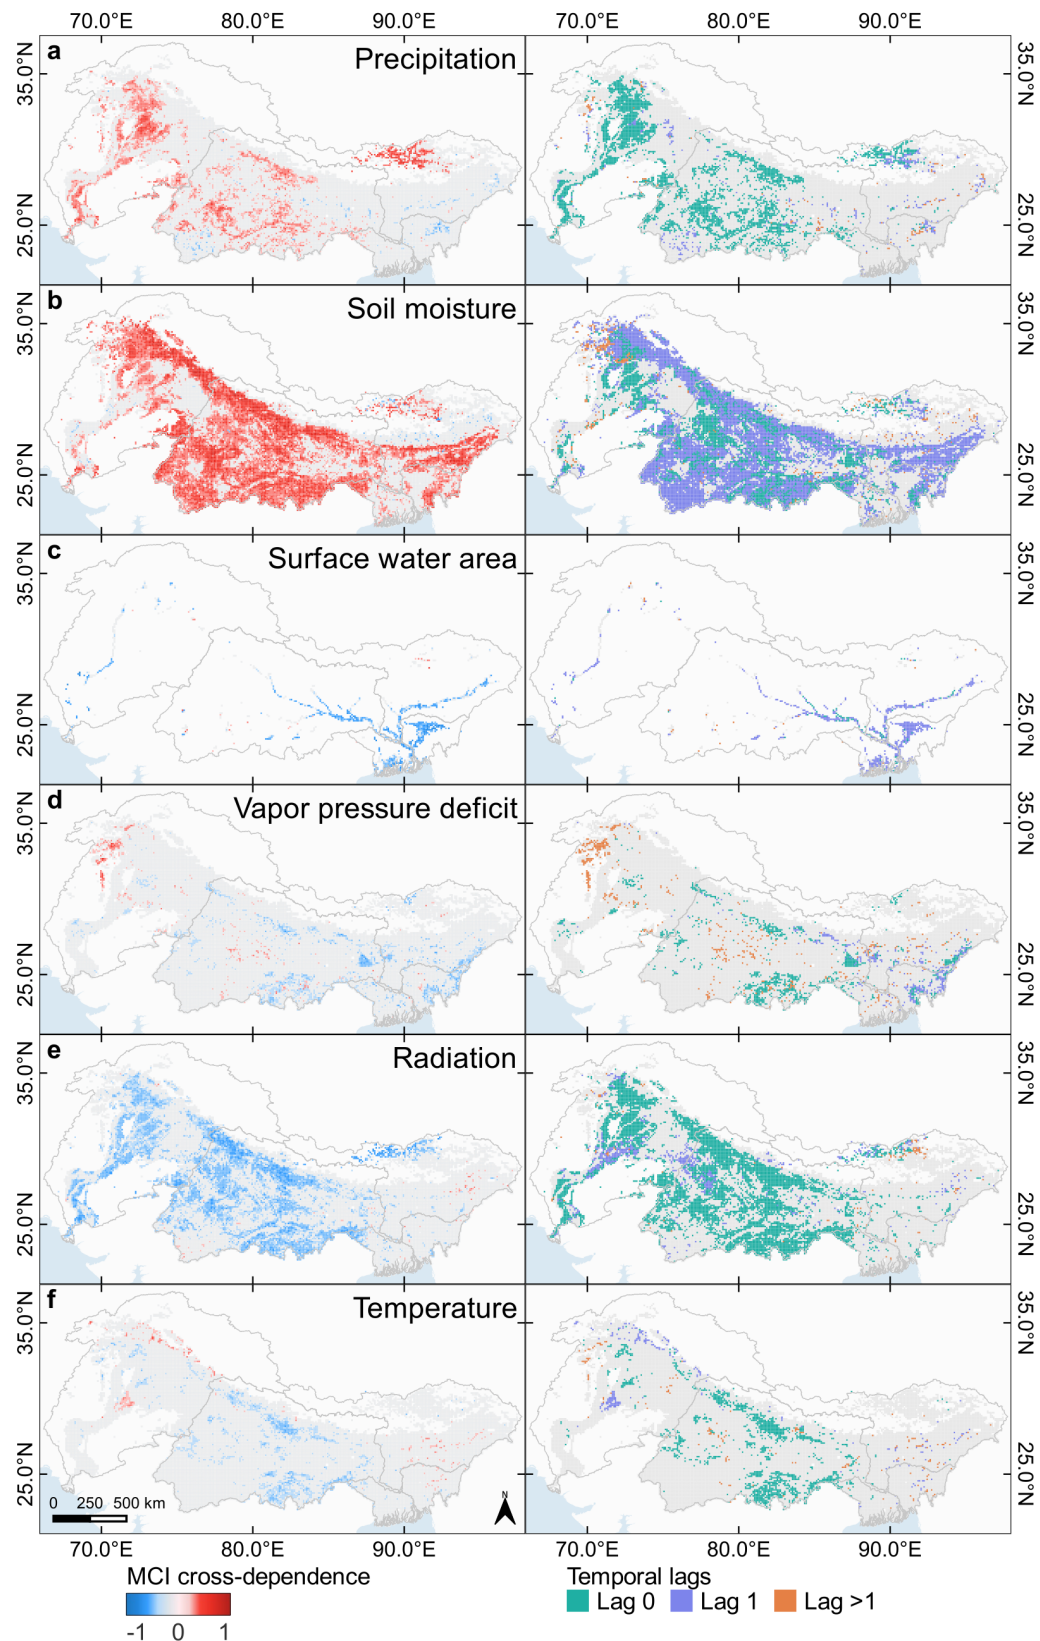 70.0°E 80.0°E 90.0°E 70.0°E 80.0°E 90.0°E
a Precipitation
35.0°N 25.0°N 35.0°N 25.0°N
b Soil moisture
35.0°N 25.0°N 35.0°N 25.0°N
c Surface water area
35.0°N 25.0°N 35.0°N 25.0°N
d Vapor pressure deficit
35.0°N 25.0°N 35.0°N 25.0°N
e Radiation
35.0°N 25.0°N 35.0°N 25.0°N
f Temperature
35.0°N 25.0°N 35.0°N 25.0°N
0 250 500 km
N
70.0°E 80.0°E 90.0°E 70.0°E 80.0°E 90.0°E
MCI cross-dependence
-1 0 1
Temporal lags
Lag 0 Lag 1 Lag >1